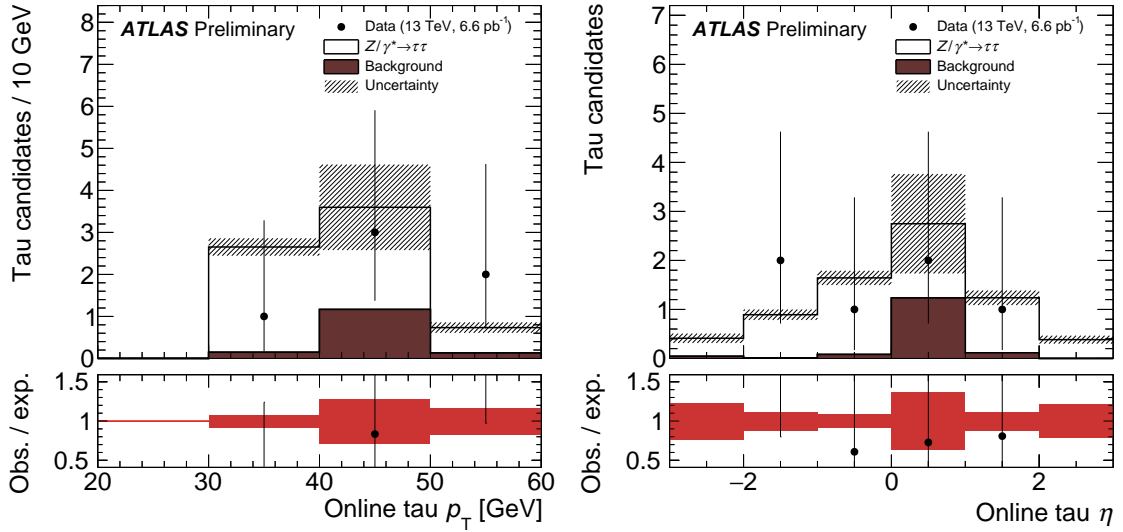 ATLAS Preliminary
Data (13 TeV, 6.6 pb⁻¹)
Z/γ*→ττ
Background
Uncertainty
Tau candidates / 10 GeV
8
7
6
5
4
3
2
1
0
Obs. / exp.
1.5
1
0.5
20 30 40 50 60
Online tau p_T [GeV]
ATLAS Preliminary
Data (13 TeV, 6.6 pb⁻¹)
Z/γ*→ττ
Background
Uncertainty
Tau candidates
7
6
5
4
3
2
1
0
Obs. / exp.
1.5
1
0.5
−2 0 2
Online tau η